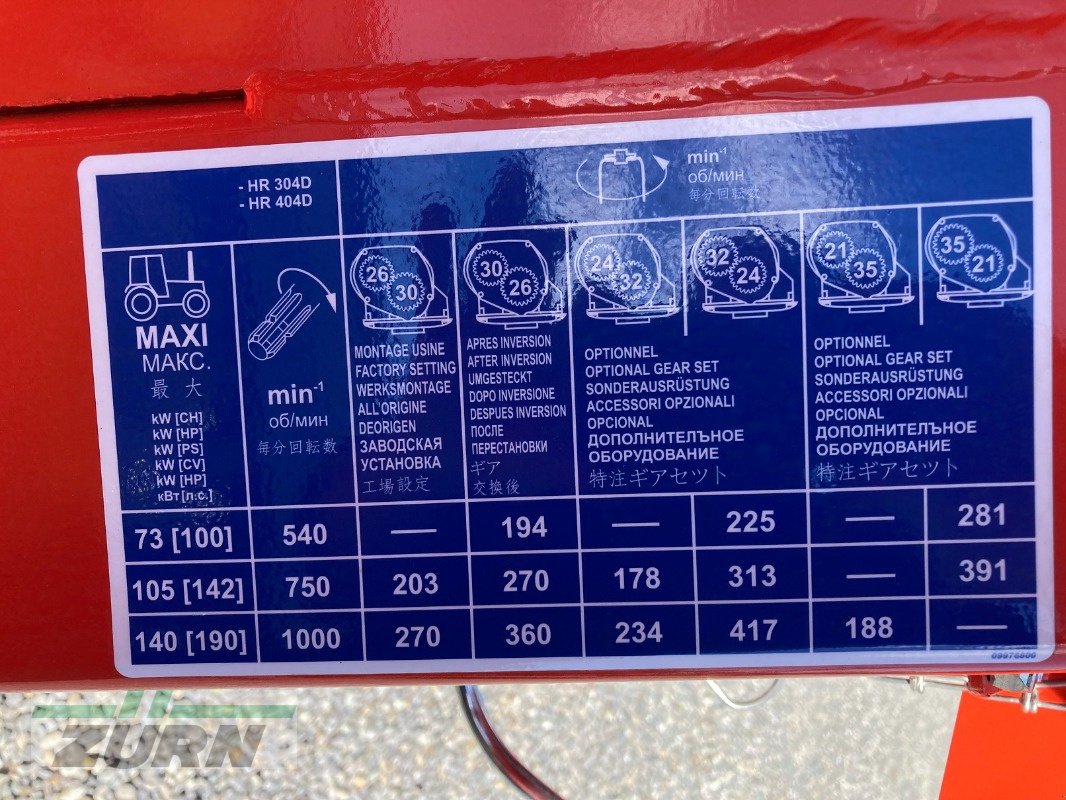 - HR 304D
- HR 404D
min-1
об/мин
毎分回転数
MAXI
МАКС.
最 大
kW [CH]
kW [HP]
kW [PS]
kW [CV]
kW [HP]
кВт [л.с.]
min-1
об/мин
毎分回転数
26
30
MONTAGE USINE
FACTORY SETTING
WERKSMONTAGE
ALL'ORIGINE
DEORIGEN
ЗАВОДСКАЯ
УСТАНОВКА
工場設定
30
26
APRES INVERSION
AFTER INVERSION
UMGESTECKT
DOPO INVERSIONE
DESPUES INVERSION
ПОСЛЕ
ПЕРЕСТАНОВКИ
ギア
交換後
24
32
32
24
OPTIONNEL
OPTIONAL GEAR SET
SONDERAUSRÜSTUNG
ACCESSORI OPZIONALI
OPCIONAL
ДОПОЛНИТЕЛЪНОЕ
ОБОРУДОВАНИЕ
特注ギアセツト
21
35
35
21
OPTIONNEL
OPTIONAL GEAR SET
SONDERAUSRÜSTUNG
ACCESSORI OPZIONALI
OPCIONAL
ДОПОЛНИТЕЛЪНОЕ
ОБОРУДОВАНИЕ
特注ギアセツト
73 [100] 540 — 194 — 225 — 281
105 [142] 750 203 270 178 313 — 391
140 [190] 1000 270 360 234 417 188 —
09976800
ZÜRN